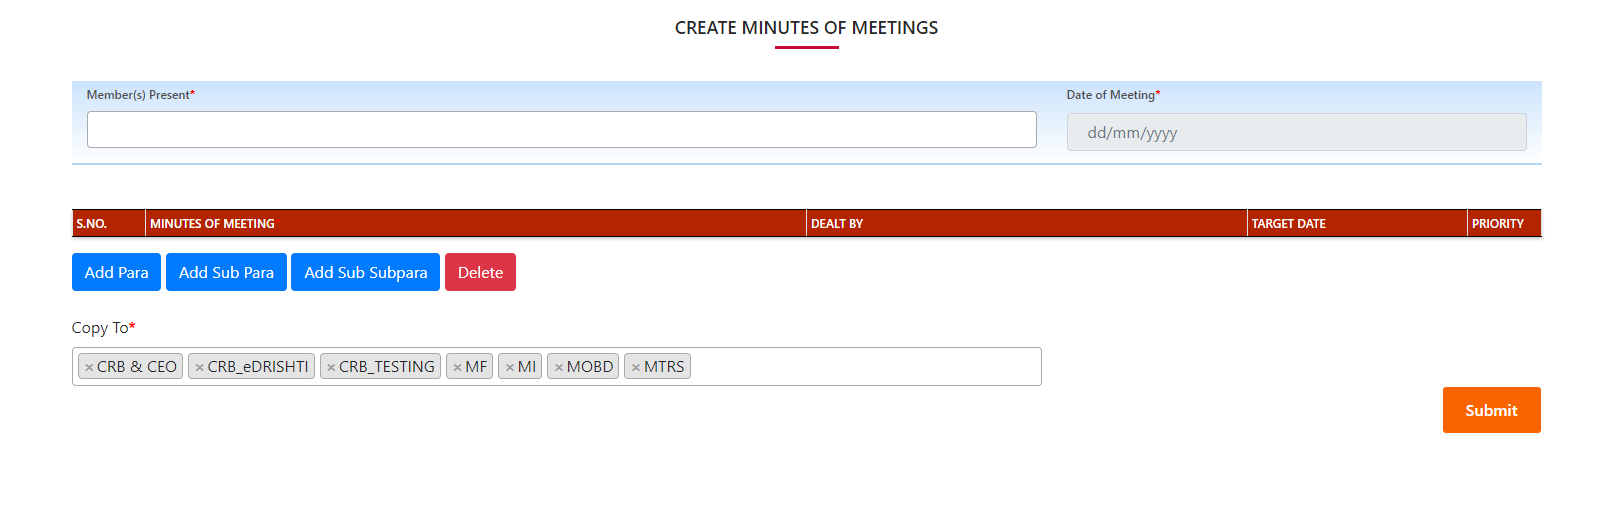 CREATE MINUTES OF MEETINGS
Member(s) Present* Date of Meeting*
dd/mm/yyyy
S.NO. MINUTES OF MEETING DEALT BY TARGET DATE PRIORITY
Add Para Add Sub Para Add Sub Subpara Delete
Copy To*
× CRB & CEO × CRB_eDRISHTI × CRB_TESTING × MF × MI × MOBD × MTRS
Submit